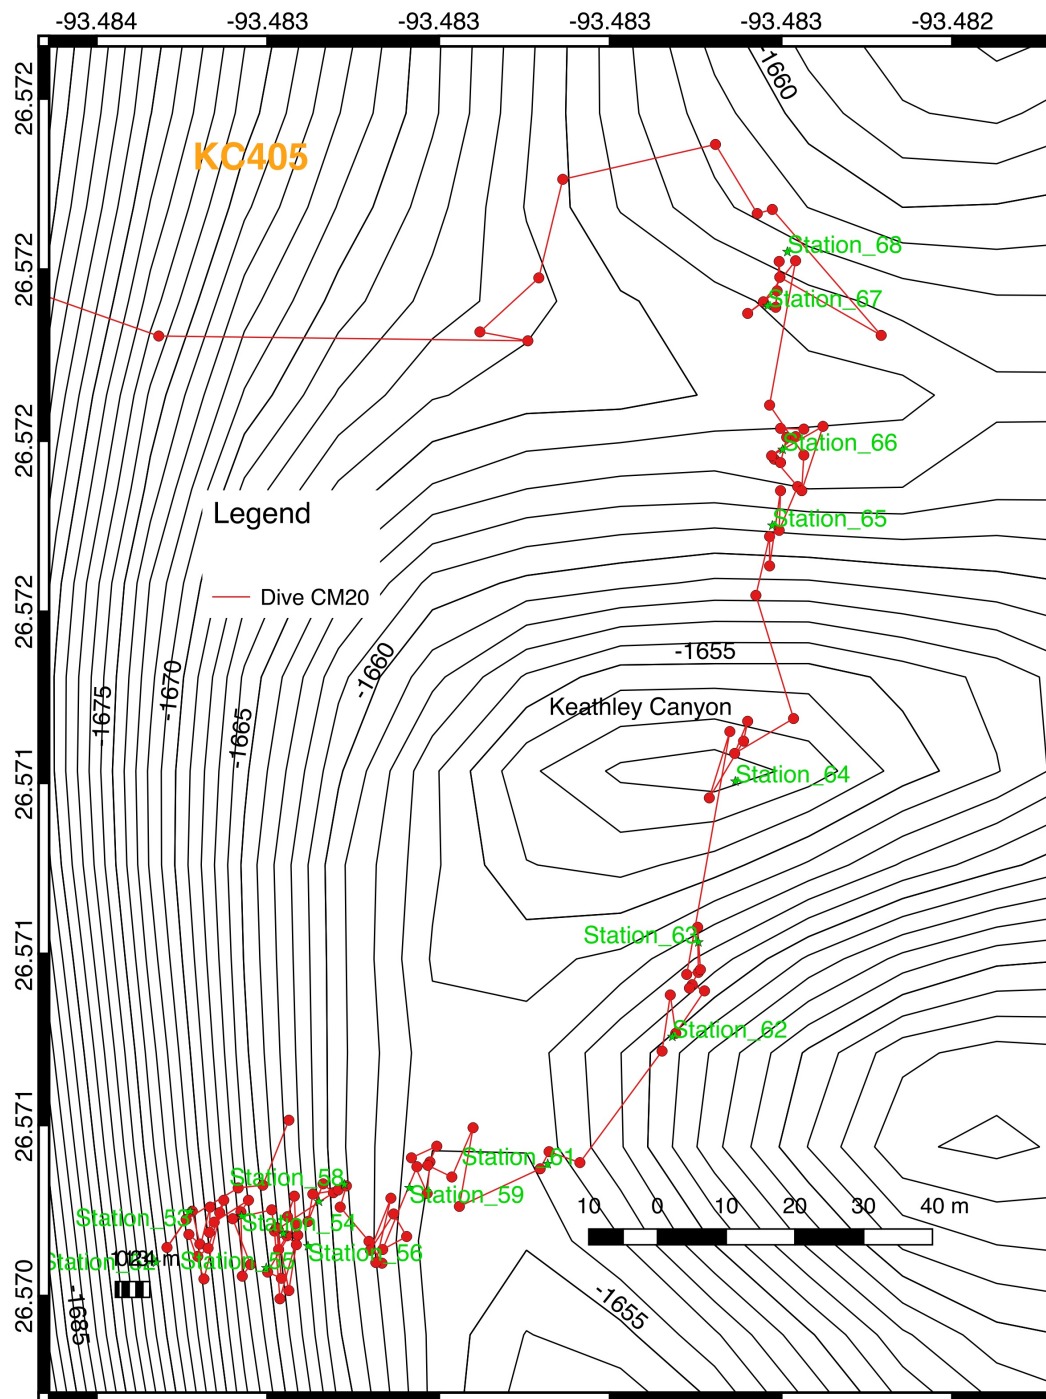 -93.484 -93.483 -93.483 -93.483 -93.483 -93.482
26.572
-1660
KC405
Station_68
26.572
Station_67
26.572
Station_66
Legend
Station_65
Dive CM20
26.572
-1660
-1655
-1670
-1675
-1665
Keathley Canyon
26.571
Station_64
Station_63
26.571
Station_62
26.571
Station_61
Station_58
Station_59
10 0 10 20 30 40 m
Station_53
Station_54
Station_56
Station_55
26.570
-1685
-1655